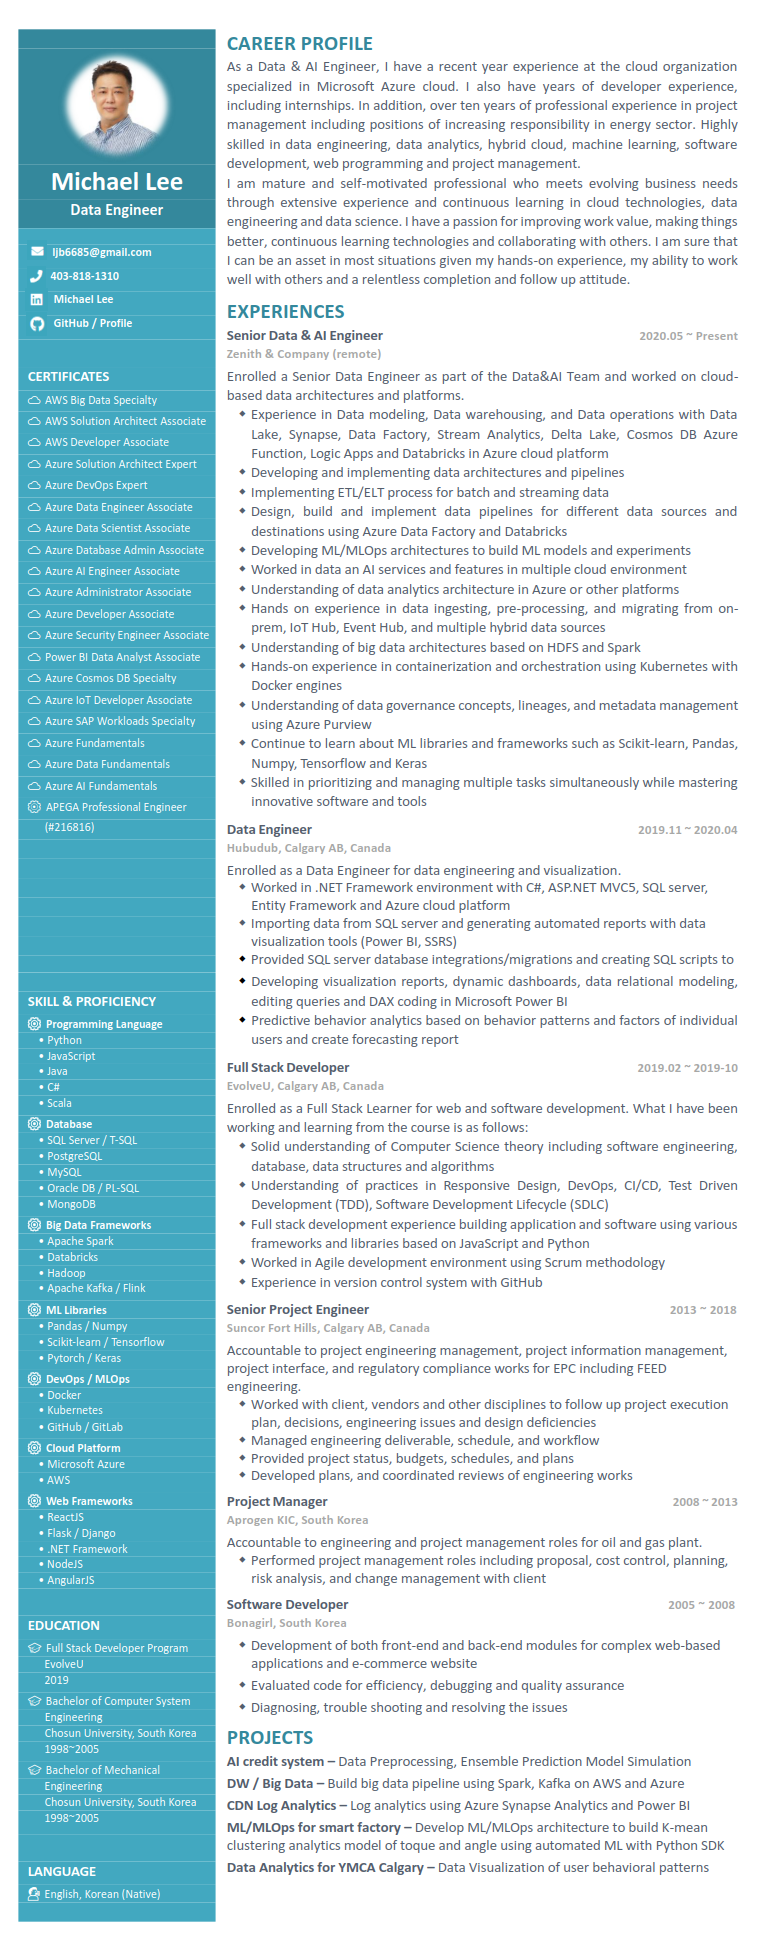 Michael Lee
Data Engineer
ljb6685@gmail.com
403-818-1310
Michael Lee
GitHub / Profile
CERTIFICATES
AWS Big Data Specialty
AWS Solution Architect Associate
AWS Developer Associate
Azure Solution Architect Expert
Azure DevOps Expert
Azure Data Engineer Associate
Azure Data Scientist Associate
Azure Database Admin Associate
Azure AI Engineer Associate
Azure Administrator Associate
Azure Developer Associate
Azure Security Engineer Associate
Power BI Data Analyst Associate
Azure Cosmos DB Specialty
Azure IoT Developer Associate
Azure SAP Workloads Specialty
Azure Fundamentals
Azure Data Fundamentals
Azure AI Fundamentals
APEGA Professional Engineer
(#216816)
SKILL & PROFICIENCY
Programming Language
• Python
• JavaScript
• Java
• C#
• Scala
Database
• SQL Server / T-SQL
• PostgreSQL
• MySQL
• Oracle DB / PL-SQL
• MongoDB
Big Data Frameworks
• Apache Spark
• Databricks
• Hadoop
• Apache Kafka / Flink
ML Libraries
• Pandas / Numpy
• Scikit-learn / Tensorflow
• Pytorch / Keras
DevOps / MLOps
• Docker
• Kubernetes
• GitHub / GitLab
Cloud Platform
• Microsoft Azure
• AWS
Web Frameworks
• ReactJS
• Flask / Django
• .NET Framework
• NodeJS
• AngularJS
EDUCATION
Full Stack Developer Program
EvolveU
2019
Bachelor of Computer System
Engineering
Chosun University, South Korea
1998~2005
Bachelor of Mechanical
Engineering
Chosun University, South Korea
1998~2005
LANGUAGE
English, Korean (Native)
CAREER PROFILE
As a Data & AI Engineer, I have a recent year experience at the cloud organization
specialized in Microsoft Azure cloud. I also have years of developer experience,
including internships. In addition, over ten years of professional experience in project
management including positions of increasing responsibility in energy sector. Highly
skilled in data engineering, data analytics, hybrid cloud, machine learning, software
development, web programming and project management.
I am mature and self-motivated professional who meets evolving business needs
through extensive experience and continuous learning in cloud technologies, data
engineering and data science. I have a passion for improving work value, making things
better, continuous learning technologies and collaborating with others. I am sure that
I can be an asset in most situations given my hands-on experience, my ability to work
well with others and a relentless completion and follow up attitude.
EXPERIENCES
Senior Data & AI Engineer 2020.05 ~ Present
Zenith & Company (remote)
Enrolled a Senior Data Engineer as part of the Data&AI Team and worked on cloud-
based data architectures and platforms.
◆ Experience in Data modeling, Data warehousing, and Data operations with Data
Lake, Synapse, Data Factory, Stream Analytics, Delta Lake, Cosmos DB Azure
Function, Logic Apps and Databricks in Azure cloud platform
◆ Developing and implementing data architectures and pipelines
◆ Implementing ETL/ELT process for batch and streaming data
◆ Design, build and implement data pipelines for different data sources and
destinations using Azure Data Factory and Databricks
◆ Developing ML/MLOps architectures to build ML models and experiments
◆ Worked in data an AI services and features in multiple cloud environment
◆ Understanding of data analytics architecture in Azure or other platforms
◆ Hands on experience in data ingesting, pre-processing, and migrating from on-
prem, IoT Hub, Event Hub, and multiple hybrid data sources
◆ Understanding of big data architectures based on HDFS and Spark
◆ Hands-on experience in containerization and orchestration using Kubernetes with
Docker engines
◆ Understanding of data governance concepts, lineages, and metadata management
using Azure Purview
◆ Continue to learn about ML libraries and frameworks such as Scikit-learn, Pandas,
Numpy, Tensorflow and Keras
◆ Skilled in prioritizing and managing multiple tasks simultaneously while mastering
innovative software and tools
Data Engineer 2019.11 ~ 2020.04
Hubudub, Calgary AB, Canada
Enrolled as a Data Engineer for data engineering and visualization.
◆ Worked in .NET Framework environment with C#, ASP.NET MVC5, SQL server,
Entity Framework and Azure cloud platform
◆ Importing data from SQL server and generating automated reports with data
visualization tools (Power BI, SSRS)
◆ Provided SQL server database integrations/migrations and creating SQL scripts to
◆ Developing visualization reports, dynamic dashboards, data relational modeling,
editing queries and DAX coding in Microsoft Power BI
◆ Predictive behavior analytics based on behavior patterns and factors of individual
users and create forecasting report
Full Stack Developer 2019.02 ~ 2019-10
EvolveU, Calgary AB, Canada
Enrolled as a Full Stack Learner for web and software development. What I have been
working and learning from the course is as follows:
◆ Solid understanding of Computer Science theory including software engineering,
database, data structures and algorithms
◆ Understanding of practices in Responsive Design, DevOps, CI/CD, Test Driven
Development (TDD), Software Development Lifecycle (SDLC)
◆ Full stack development experience building application and software using various
frameworks and libraries based on JavaScript and Python
◆ Worked in Agile development environment using Scrum methodology
◆ Experience in version control system with GitHub
Senior Project Engineer 2013 ~ 2018
Suncor Fort Hills, Calgary AB, Canada
Accountable to project engineering management, project information management,
project interface, and regulatory compliance works for EPC including FEED
engineering.
◆ Worked with client, vendors and other disciplines to follow up project execution
plan, decisions, engineering issues and design deficiencies
◆ Managed engineering deliverable, schedule, and workflow
◆ Provided project status, budgets, schedules, and plans
◆ Developed plans, and coordinated reviews of engineering works
Project Manager 2008 ~ 2013
Aprogen KIC, South Korea
Accountable to engineering and project management roles for oil and gas plant.
◆ Performed project management roles including proposal, cost control, planning,
risk analysis, and change management with client
Software Developer 2005 ~ 2008
Bonagirl, South Korea
◆ Development of both front-end and back-end modules for complex web-based
applications and e-commerce website
◆ Evaluated code for efficiency, debugging and quality assurance
◆ Diagnosing, trouble shooting and resolving the issues
PROJECTS
AI credit system – Data Preprocessing, Ensemble Prediction Model Simulation
DW / Big Data – Build big data pipeline using Spark, Kafka on AWS and Azure
CDN Log Analytics – Log analytics using Azure Synapse Analytics and Power BI
ML/MLOps for smart factory – Develop ML/MLOps architecture to build K-mean
clustering analytics model of toque and angle using automated ML with Python SDK
Data Analytics for YMCA Calgary – Data Visualization of user behavioral patterns